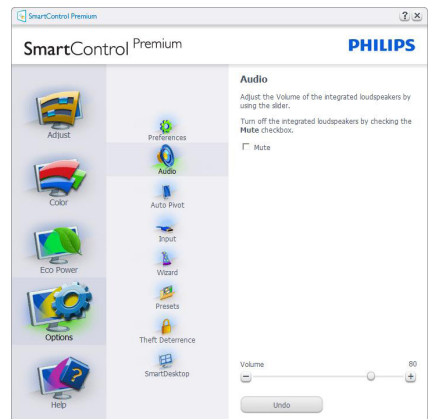 SmartControl Premium
SmartControl Premium
PHILIPS
Adjust
Color
Eco Power
Options
Help
Preferences
Audio
Auto Pivot
Input
Wizard
Presets
Theft Deterrence
SmartDesktop
Audio
Adjust the Volume of the integrated loudspeakers by
using the slider.
Turn off the integrated loudspeakers by checking the
Mute checkbox.
Mute
Volume 80
Undo